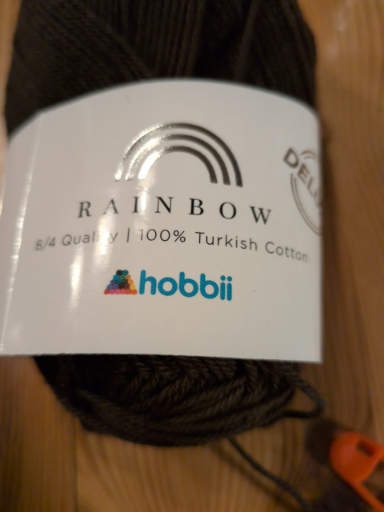 RAINBOW
8/4 Quality | 100% Turkish Cotton
hobbii